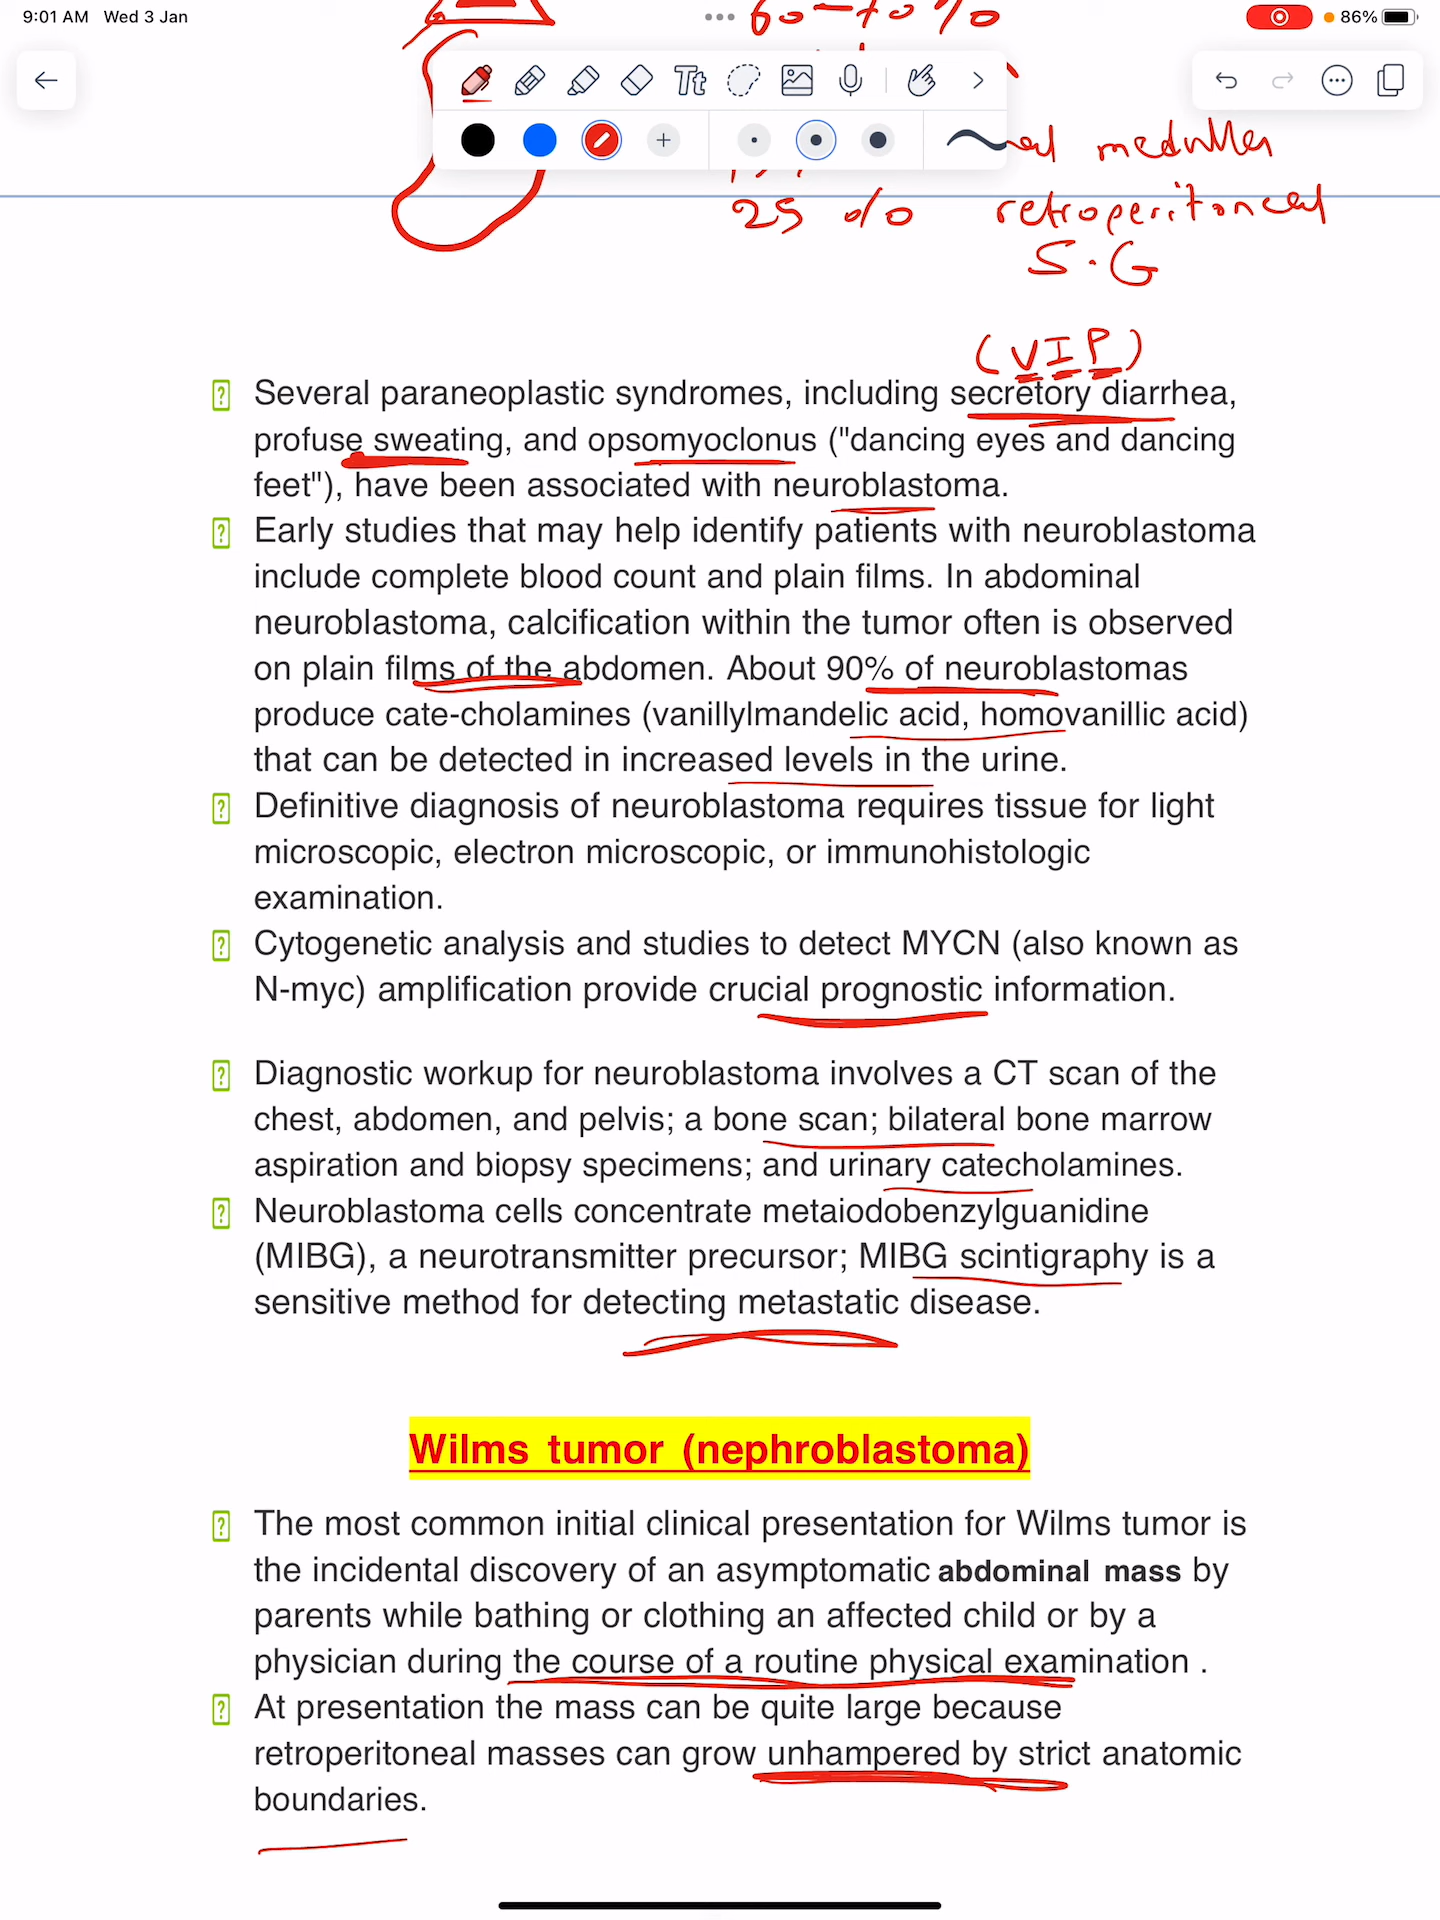 9:01 AM Wed 3 Jan
86%
60-70%
Tt
medulla
25 % retroperitoneal
S.G
(VIP)
Several paraneoplastic syndromes, including secretory diarrhea,
profuse sweating, and opsomyoclonus ("dancing eyes and dancing
feet"), have been associated with neuroblastoma.
Early studies that may help identify patients with neuroblastoma
include complete blood count and plain films. In abdominal
neuroblastoma, calcification within the tumor often is observed
on plain films of the abdomen. About 90% of neuroblastomas
produce cate-cholamines (vanillylmandelic acid, homovanillic acid)
that can be detected in increased levels in the urine.
Definitive diagnosis of neuroblastoma requires tissue for light
microscopic, electron microscopic, or immunohistologic
examination.
Cytogenetic analysis and studies to detect MYCN (also known as
N-myc) amplification provide crucial prognostic information.
Diagnostic workup for neuroblastoma involves a CT scan of the
chest, abdomen, and pelvis; a bone scan; bilateral bone marrow
aspiration and biopsy specimens; and urinary catecholamines.
Neuroblastoma cells concentrate metaiodobenzylguanidine
(MIBG), a neurotransmitter precursor; MIBG scintigraphy is a
sensitive method for detecting metastatic disease.
Wilms tumor (nephroblastoma)
The most common initial clinical presentation for Wilms tumor is
the incidental discovery of an asymptomatic abdominal mass by
parents while bathing or clothing an affected child or by a
physician during the course of a routine physical examination .
At presentation the mass can be quite large because
retroperitoneal masses can grow unhampered by strict anatomic
boundaries.